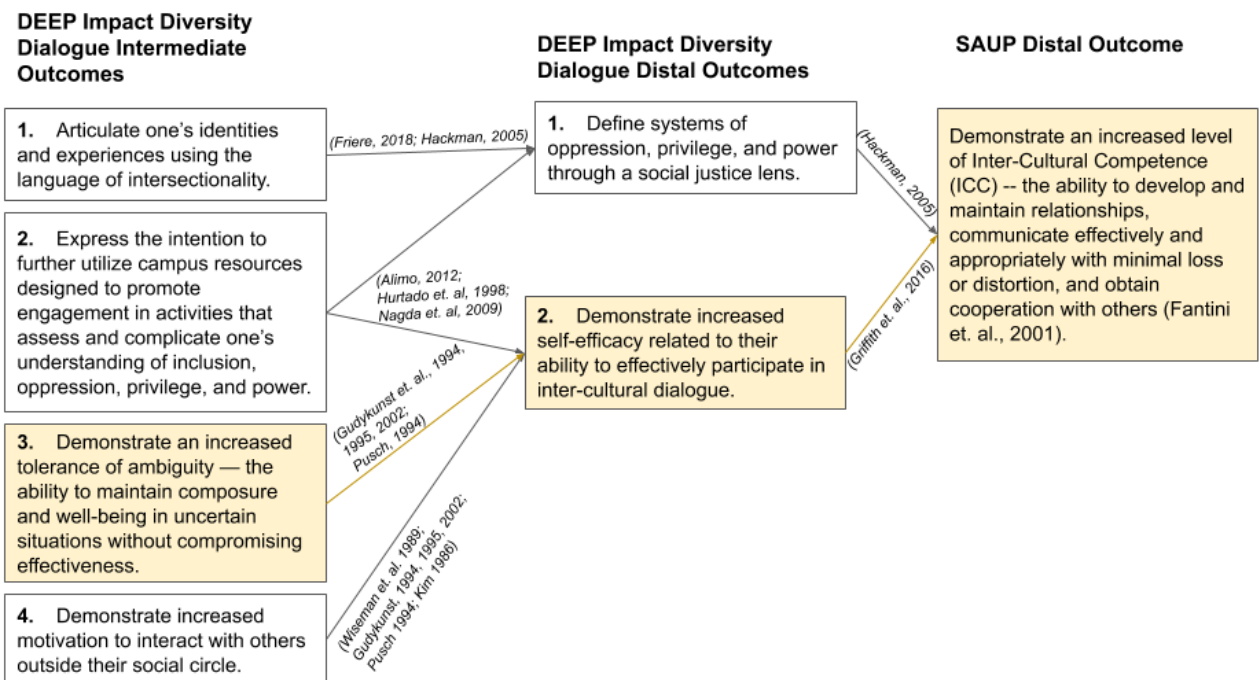 DEEP Impact Diversity
Dialogue Intermediate
Outcomes
1. Articulate one's identities
and experiences using the
language of intersectionality.
2. Express the intention to
further utilize campus resources
designed to promote
engagement in activities that
assess and complicate one's
understanding of inclusion,
oppression, privilege, and power.
3. Demonstrate an increased
tolerance of ambiguity — the
ability to maintain composure
and well-being in uncertain
situations without compromising
effectiveness.
4. Demonstrate increased
motivation to interact with others
outside their social circle.
(Friere, 2018; Hackman, 2005)
(Alimo, 2012;
Hurtado et. al, 1998;
Nagda et. al, 2009)
(Gudykunst et. al., 1994,
1995, 2002;
Pusch, 1994)
(Wiseman et. al. 1989;
Gudykunst, 1994, 1995, 2002;
Pusch 1994; Kim 1986)
DEEP Impact Diversity
Dialogue Distal Outcomes
1. Define systems of
oppression, privilege, and power
through a social justice lens.
2. Demonstrate increased
self-efficacy related to their
ability to effectively participate in
inter-cultural dialogue.
(Hackman, 2005)
(Griffith et. al., 2016)
SAUP Distal Outcome
Demonstrate an increased level
of Inter-Cultural Competence
(ICC) -- the ability to develop and
maintain relationships,
communicate effectively and
appropriately with minimal loss
or distortion, and obtain
cooperation with others (Fantini
et. al., 2001).